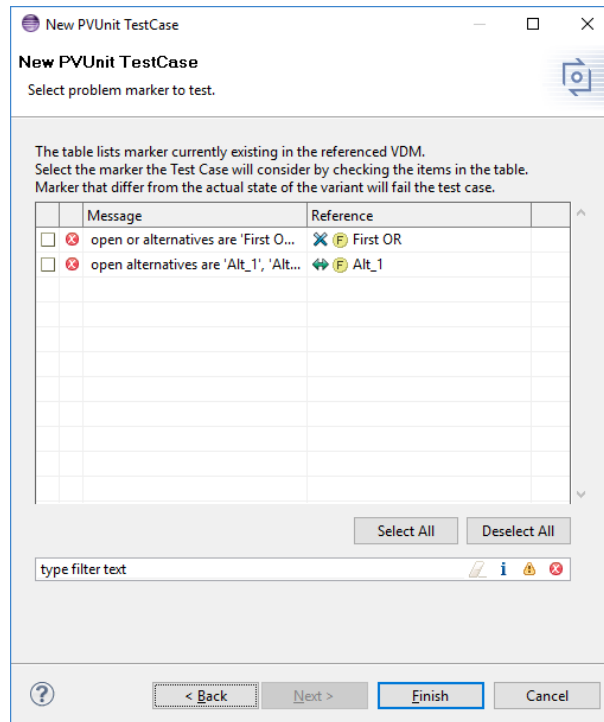 New PVUnit TestCase
New PVUnit TestCase
Select problem marker to test.
The table lists marker currently existing in the referenced VDM.
Select the marker the Test Case will consider by checking the items in the table.
Marker that differ from the actual state of the variant will fail the test case.
Message Reference
open or alternatives are 'First O... F First OR
open alternatives are 'Alt_1', 'Alt... F Alt_1
Select All Deselect All
type filter text
< Back Next > Finish Cancel